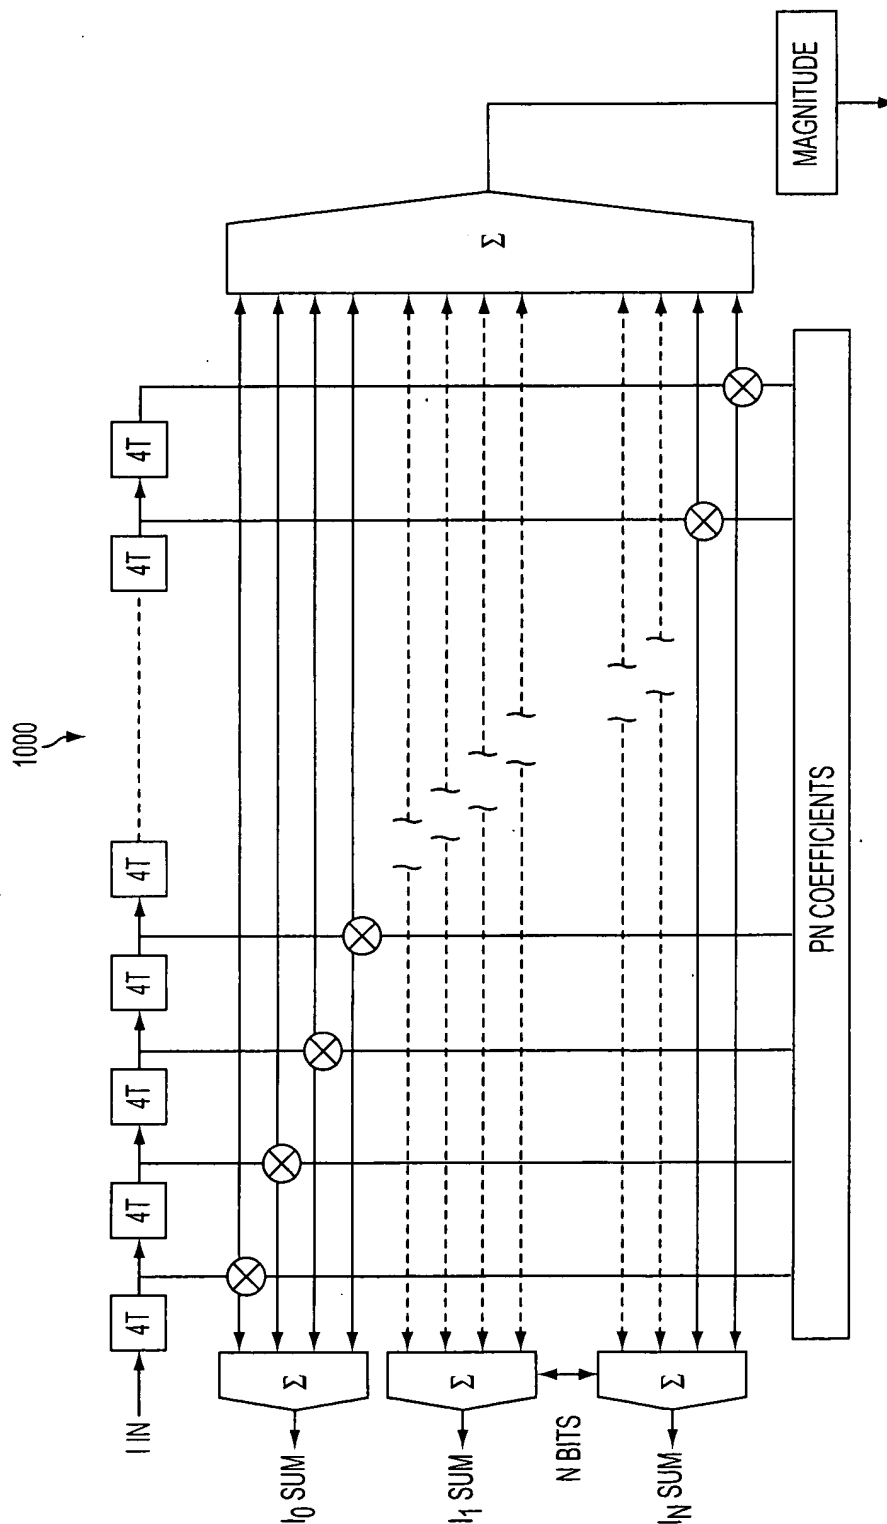 1000
I IN
4T
4T
4T
4T
4T
4T
4T
Σ
Σ
Σ
Σ
I0 SUM
I1 SUM
N BITS
IN SUM
PN COEFFICIENTS
MAGNITUDE